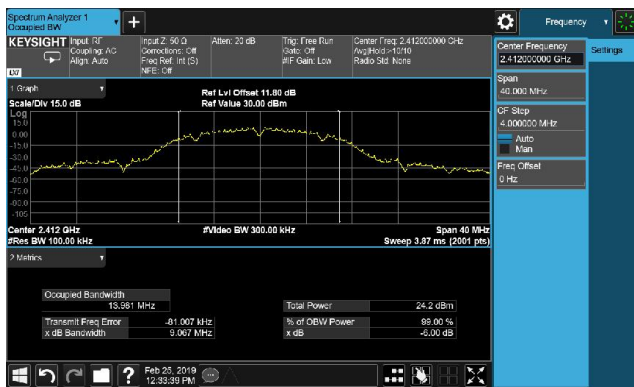 Spectrum Analyzer 1
Occupied BW
Frequency
KEYSIGHT
Input: RF
Coupling: AC
Align: Auto
Input Z: 50 Ω
Corrections: Off
Freq Ref: Int (S)
NFE: Off
Atten: 20 dB
Trig: Free Run
Gate: Off
#IF Gain: Low
Center Freq: 2.412000000 GHz
Avg|Hold:>10/10
Radio Std: None
LXI
Center Frequency
2.412000000 GHz
Settings
Span
40.000 MHz
CF Step
4.000000 MHz
Auto
Man
Freq Offset
0 Hz
1 Graph
Scale/Div 15.0 dB
Ref Lvl Offset 11.80 dB
Ref Value 30.00 dBm
Log
15.0
0.00
-15.0
-30.0
-45.0
-60.0
-75.0
-90.0
-105
Center 2.412 GHz
#Res BW 100.00 kHz
#Video BW 300.00 kHz
Span 40 MHz
Sweep 3.87 ms (2001 pts)
2 Metrics
Occupied Bandwidth
13.981 MHz
Total Power 24.2 dBm
Transmit Freq Error -81.007 kHz
% of OBW Power 99.00 %
x dB Bandwidth 9.067 MHz
x dB -6.00 dB
?
Feb 25, 2019
12:33:39 PM